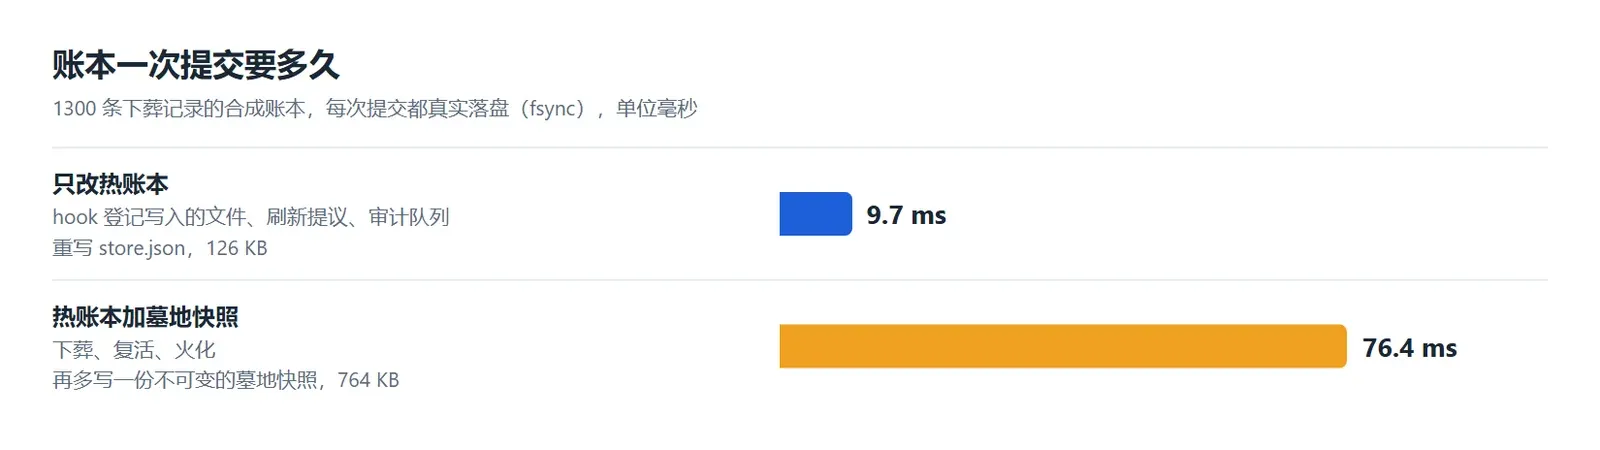 账本一次提交要多久
1300 条下葬记录的合成账本，每次提交都真实落盘（fsync），单位毫秒
只改热账本
hook 登记写入的文件、刷新提议、审计队列
重写 store.json，126 KB
9.7 ms
热账本加墓地快照
下葬、复活、火化
再多写一份不可变的墓地快照，764 KB
76.4 ms